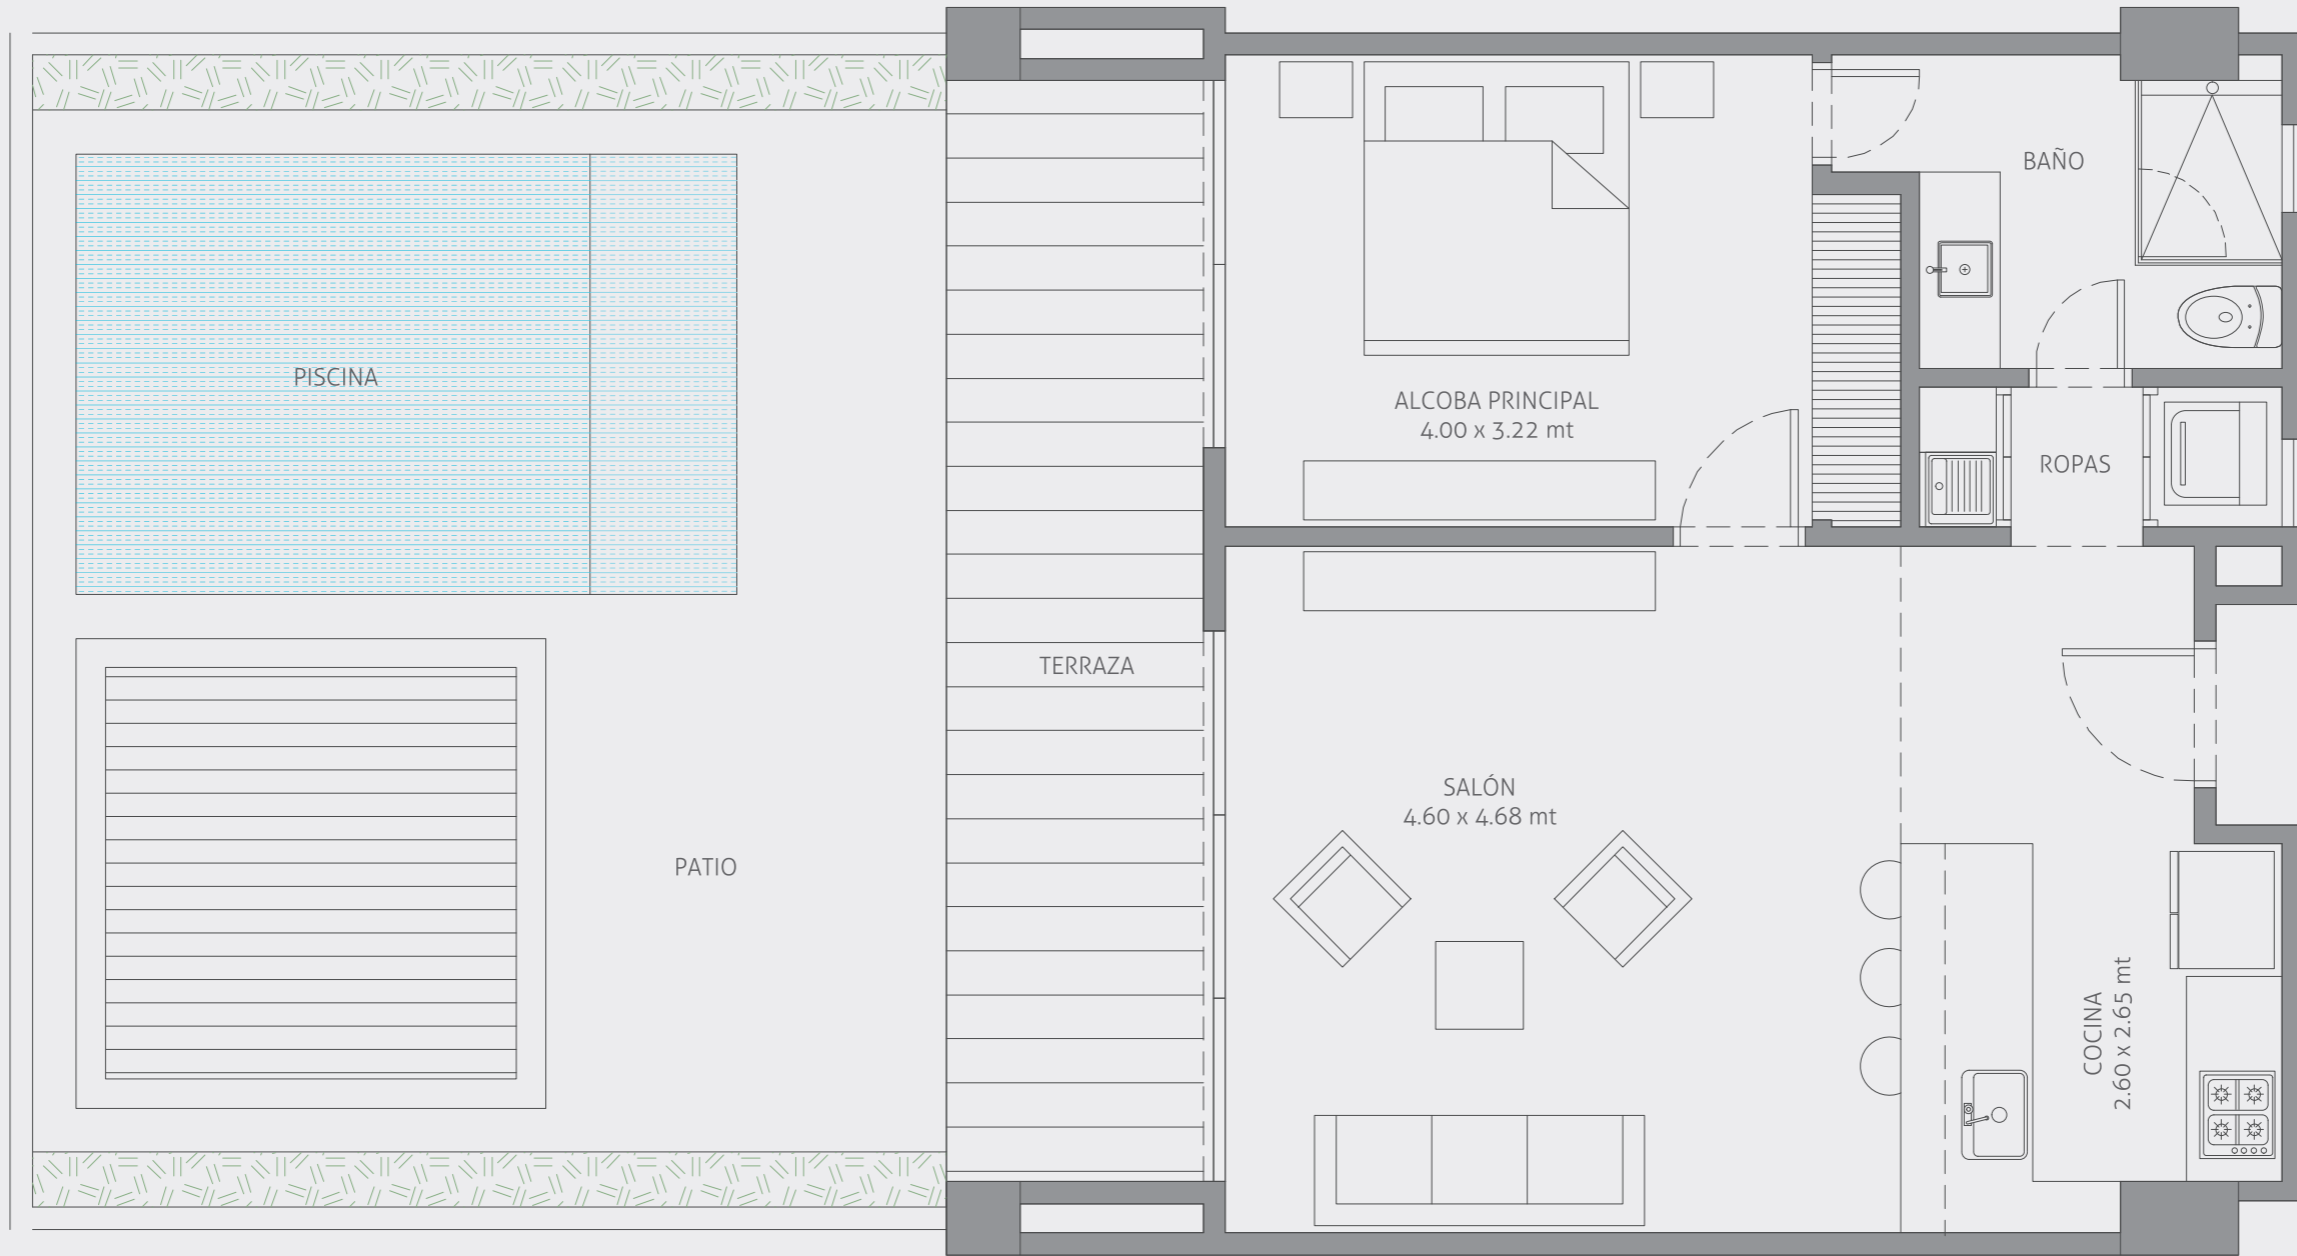 BAÑO
PISCINA
ALCOBA PRINCIPAL
4.00 x 3.22 mt
ROPAS
TERRAZA
SALÓN
4.60 x 4.68 mt
PATIO
COCINA
2.60 x 2.65 mt